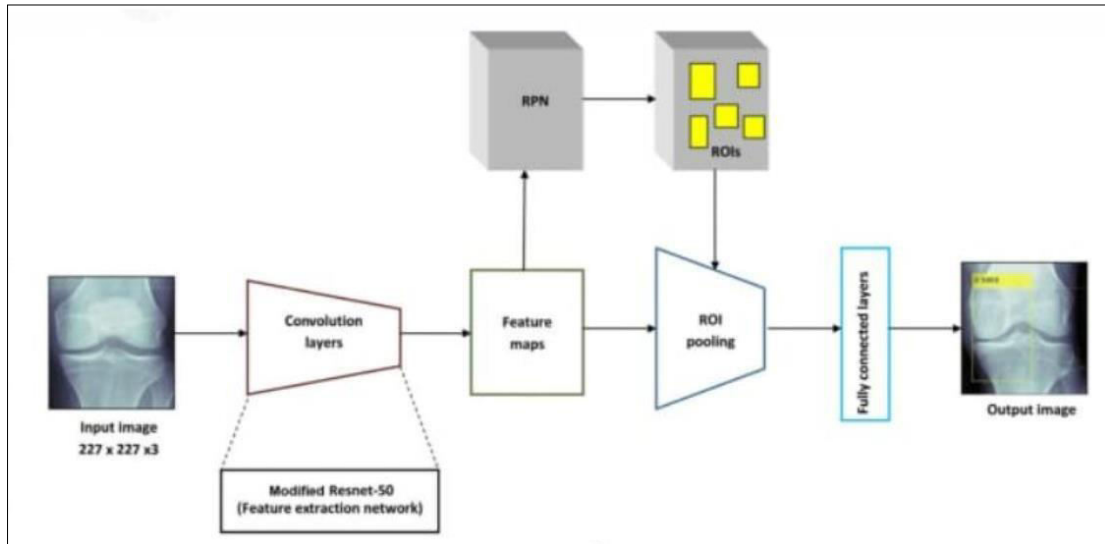 RPN
ROIs
Convolution
layers
Feature
maps
ROI
pooling
Fully connected layers
Input image
227 x 227 x3
Output image
Modified Resnet-50
(Feature extraction network)